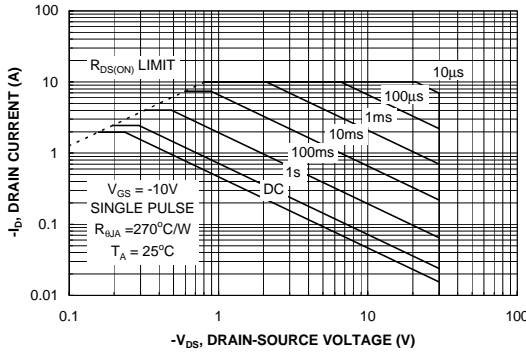 100
10
1
0.1
0.01
-I_D, DRAIN CURRENT (A)
R_DS(ON) LIMIT
10μs
100μs
1ms
10ms
100ms
1s
DC
V_GS = -10V
SINGLE PULSE
R_θJA =270°C/W
T_A = 25°C
0.1
1
10
100
-V_DS, DRAIN-SOURCE VOLTAGE (V)